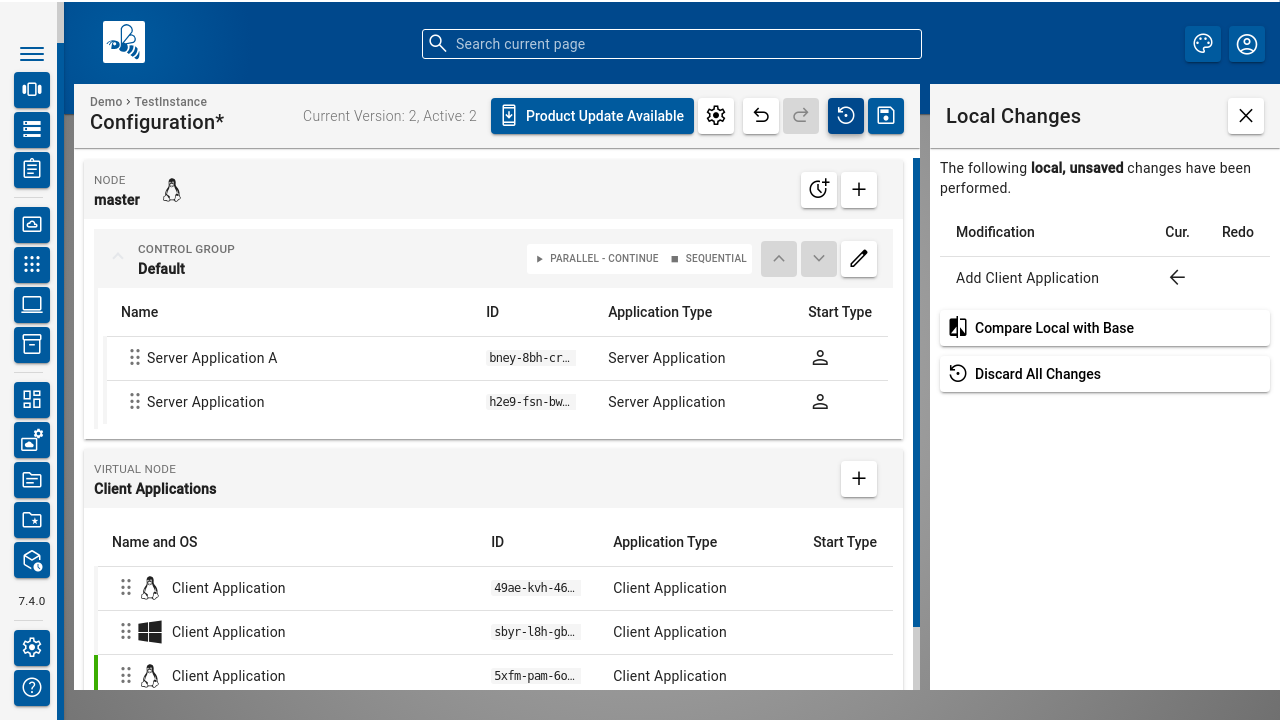 Search current page
Demo › TestInstance
Configuration*
Current Version: 2, Active: 2
Product Update Available
NODE
master
CONTROL GROUP
Default
PARALLEL - CONTINUE
SEQUENTIAL
Name ID Application Type Start Type
Server Application A bney-8bh-cr… Server Application
Server Application h2e9-fsn-bw… Server Application
VIRTUAL NODE
Client Applications
Name and OS ID Application Type Start Type
Client Application 49ae-kvh-46… Client Application
Client Application sbyr-l8h-gb… Client Application
Client Application 5xfm-pam-6o… Client Application
Local Changes
The following local, unsaved changes have been
performed.
Modification Cur. Redo
Add Client Application
Compare Local with Base
Discard All Changes
7.4.0